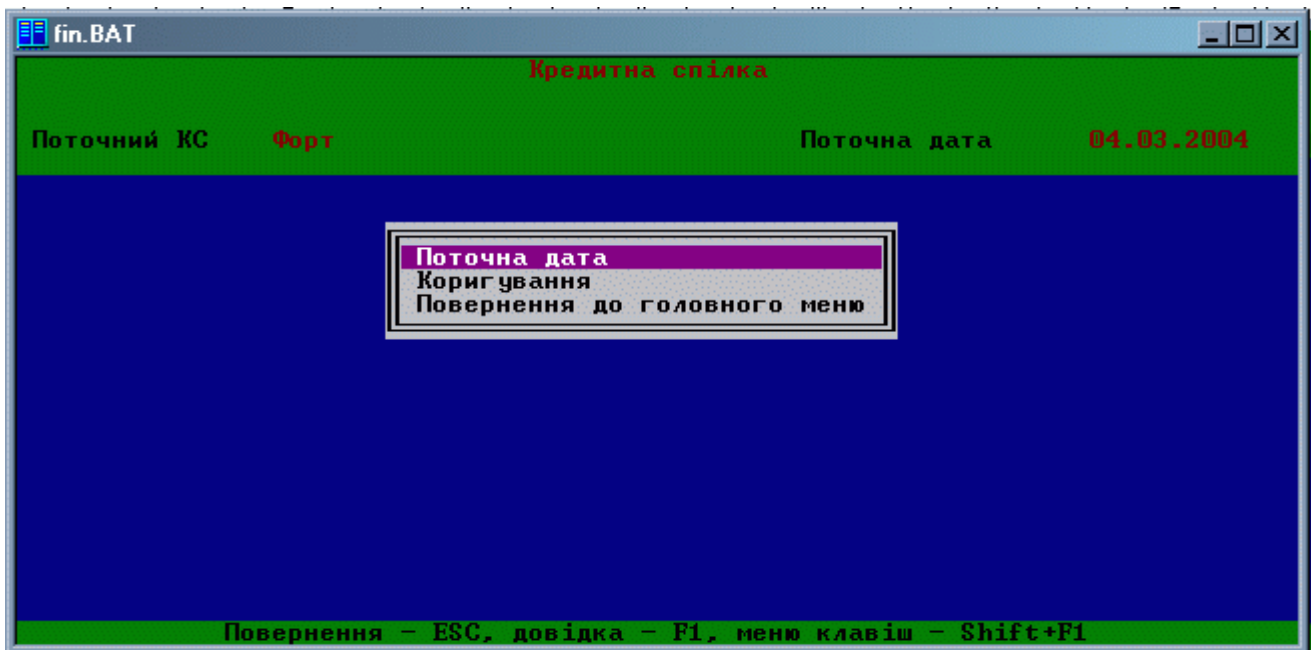 fin.BAT
Кредитна спілка
Поточний КС Форт Поточна дата 04.03.2004
Поточна дата
Коригування
Повернення до головного меню
Повернення – ESC, довідка – F1, меню клавіш – Shift+F1